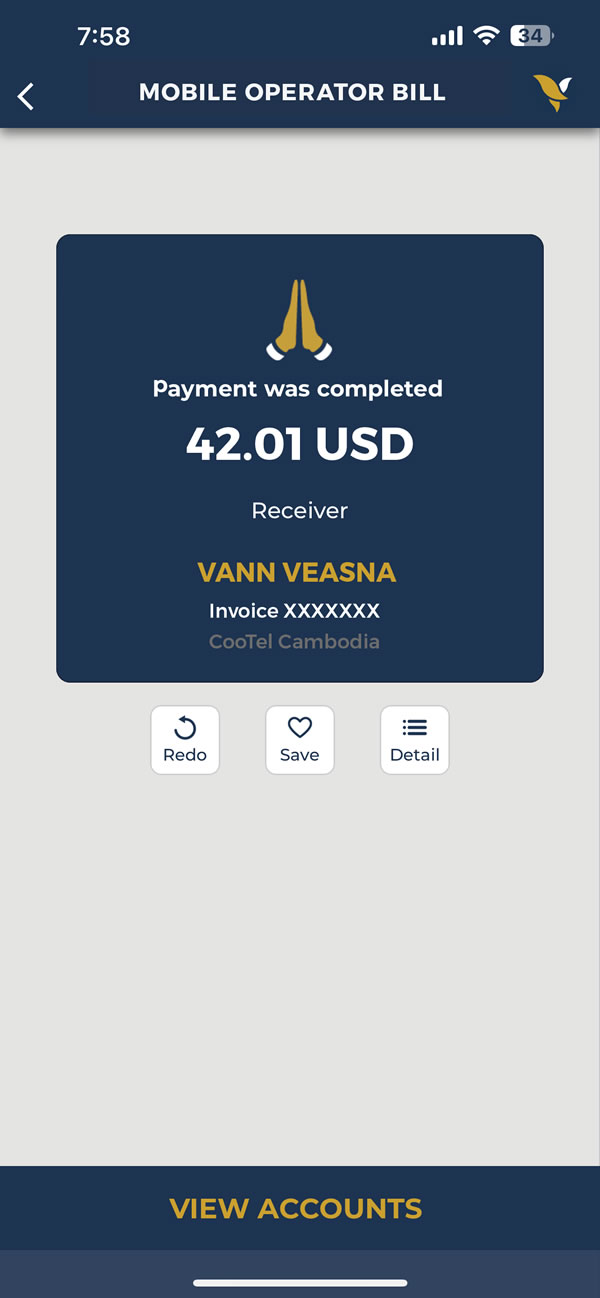 7:58
34
MOBILE OPERATOR BILL
Payment was completed
42.01 USD
Receiver
VANN VEASNA
Invoice XXXXXXX
CooTel Cambodia
Redo
Save
Detail
VIEW ACCOUNTS